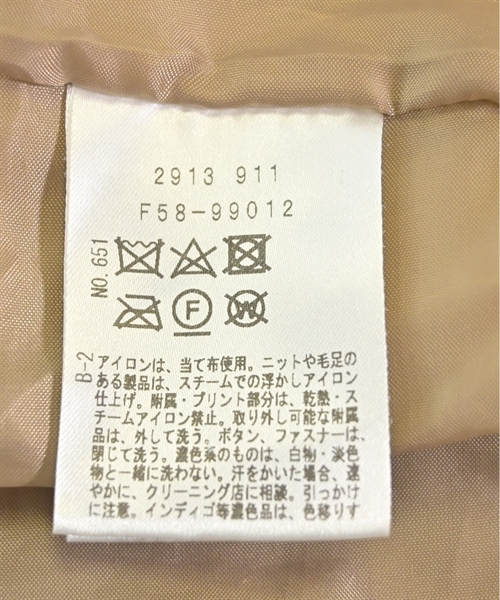 2913 911
F58-99012
NO. 651
F
W
B-2
アイロンは、当て布使用。ニットや毛足の
ある製品は、スチームでの浮かしアイロン
仕上げ。附属・プリント部分は、乾熱・ス
チームアイロン禁止。取り外し可能な附属
品は、外して洗う。ボタン、ファスナーは、
閉じて洗う。濃色系のものは、白物・淡色
物と一緒に洗わない。汗をかいた場合、速
やかに、クリーニング店に相談。引っかけ
に注意。インディゴ等濃色品は、色移りす